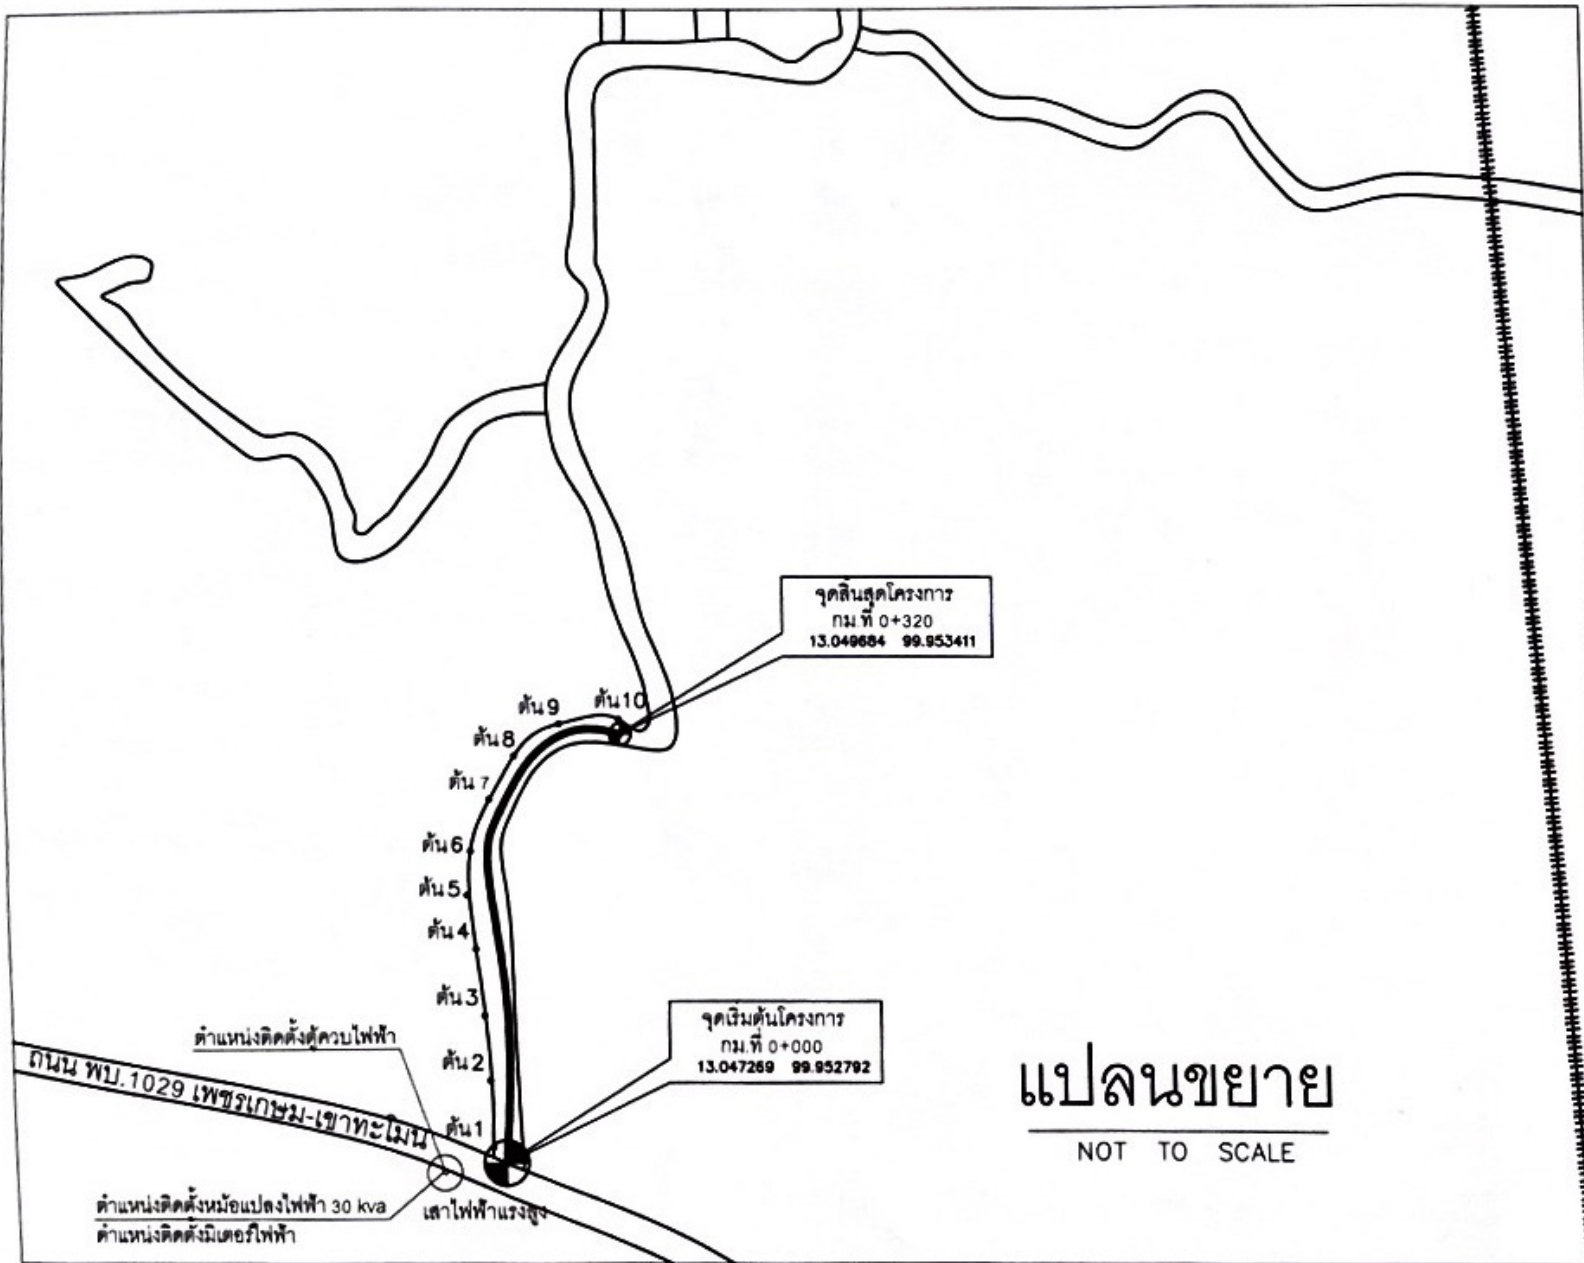 จุดสิ้นสุดโครงการ
กม.ที่ 0+320
13.049684 99.953411
ต้น 10
ต้น 9
ต้น 8
ต้น 7
ต้น 6
ต้น 5
ต้น 4
ต้น 3
ต้น 2
ต้น 1
จุดเริ่มต้นโครงการ
กม.ที่ 0+000
13.047269 99.952792
ตำแหน่งติดตั้งตู้ควบไฟฟ้า
ถนน พบ.1029 เพชรเกษม-เขาทะโมน
แปลนขยาย
NOT TO SCALE
ตำแหน่งติดตั้งหม้อแปลงไฟฟ้า 30 kva
ตำแหน่งติดตั้งมิเตอร์ไฟฟ้า
เสาไฟฟ้าแรงสูง